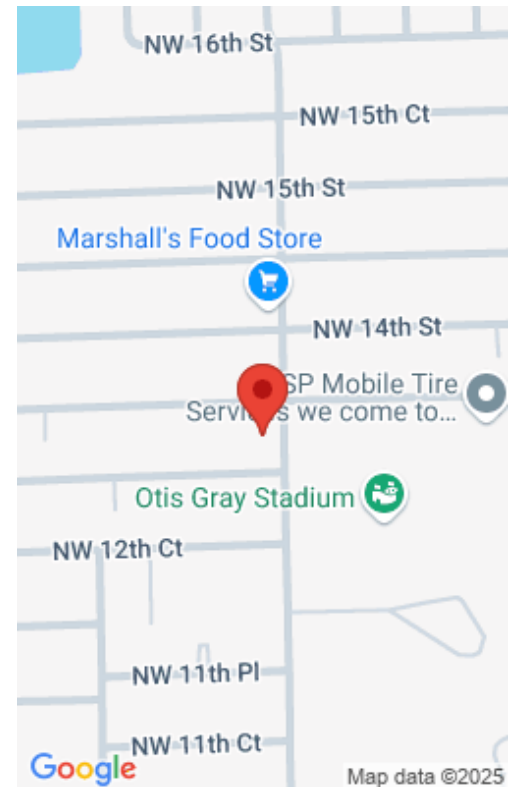 NW 16th St
NW 15th Ct
NW 15th St
Marshall's Food Store
NW 14th St
SP Mobile Tire
Services we come to...
Otis Gray Stadium
NW 12th Ct
NW 11th Pl
NW 11th Ct
Google
Map data ©2025